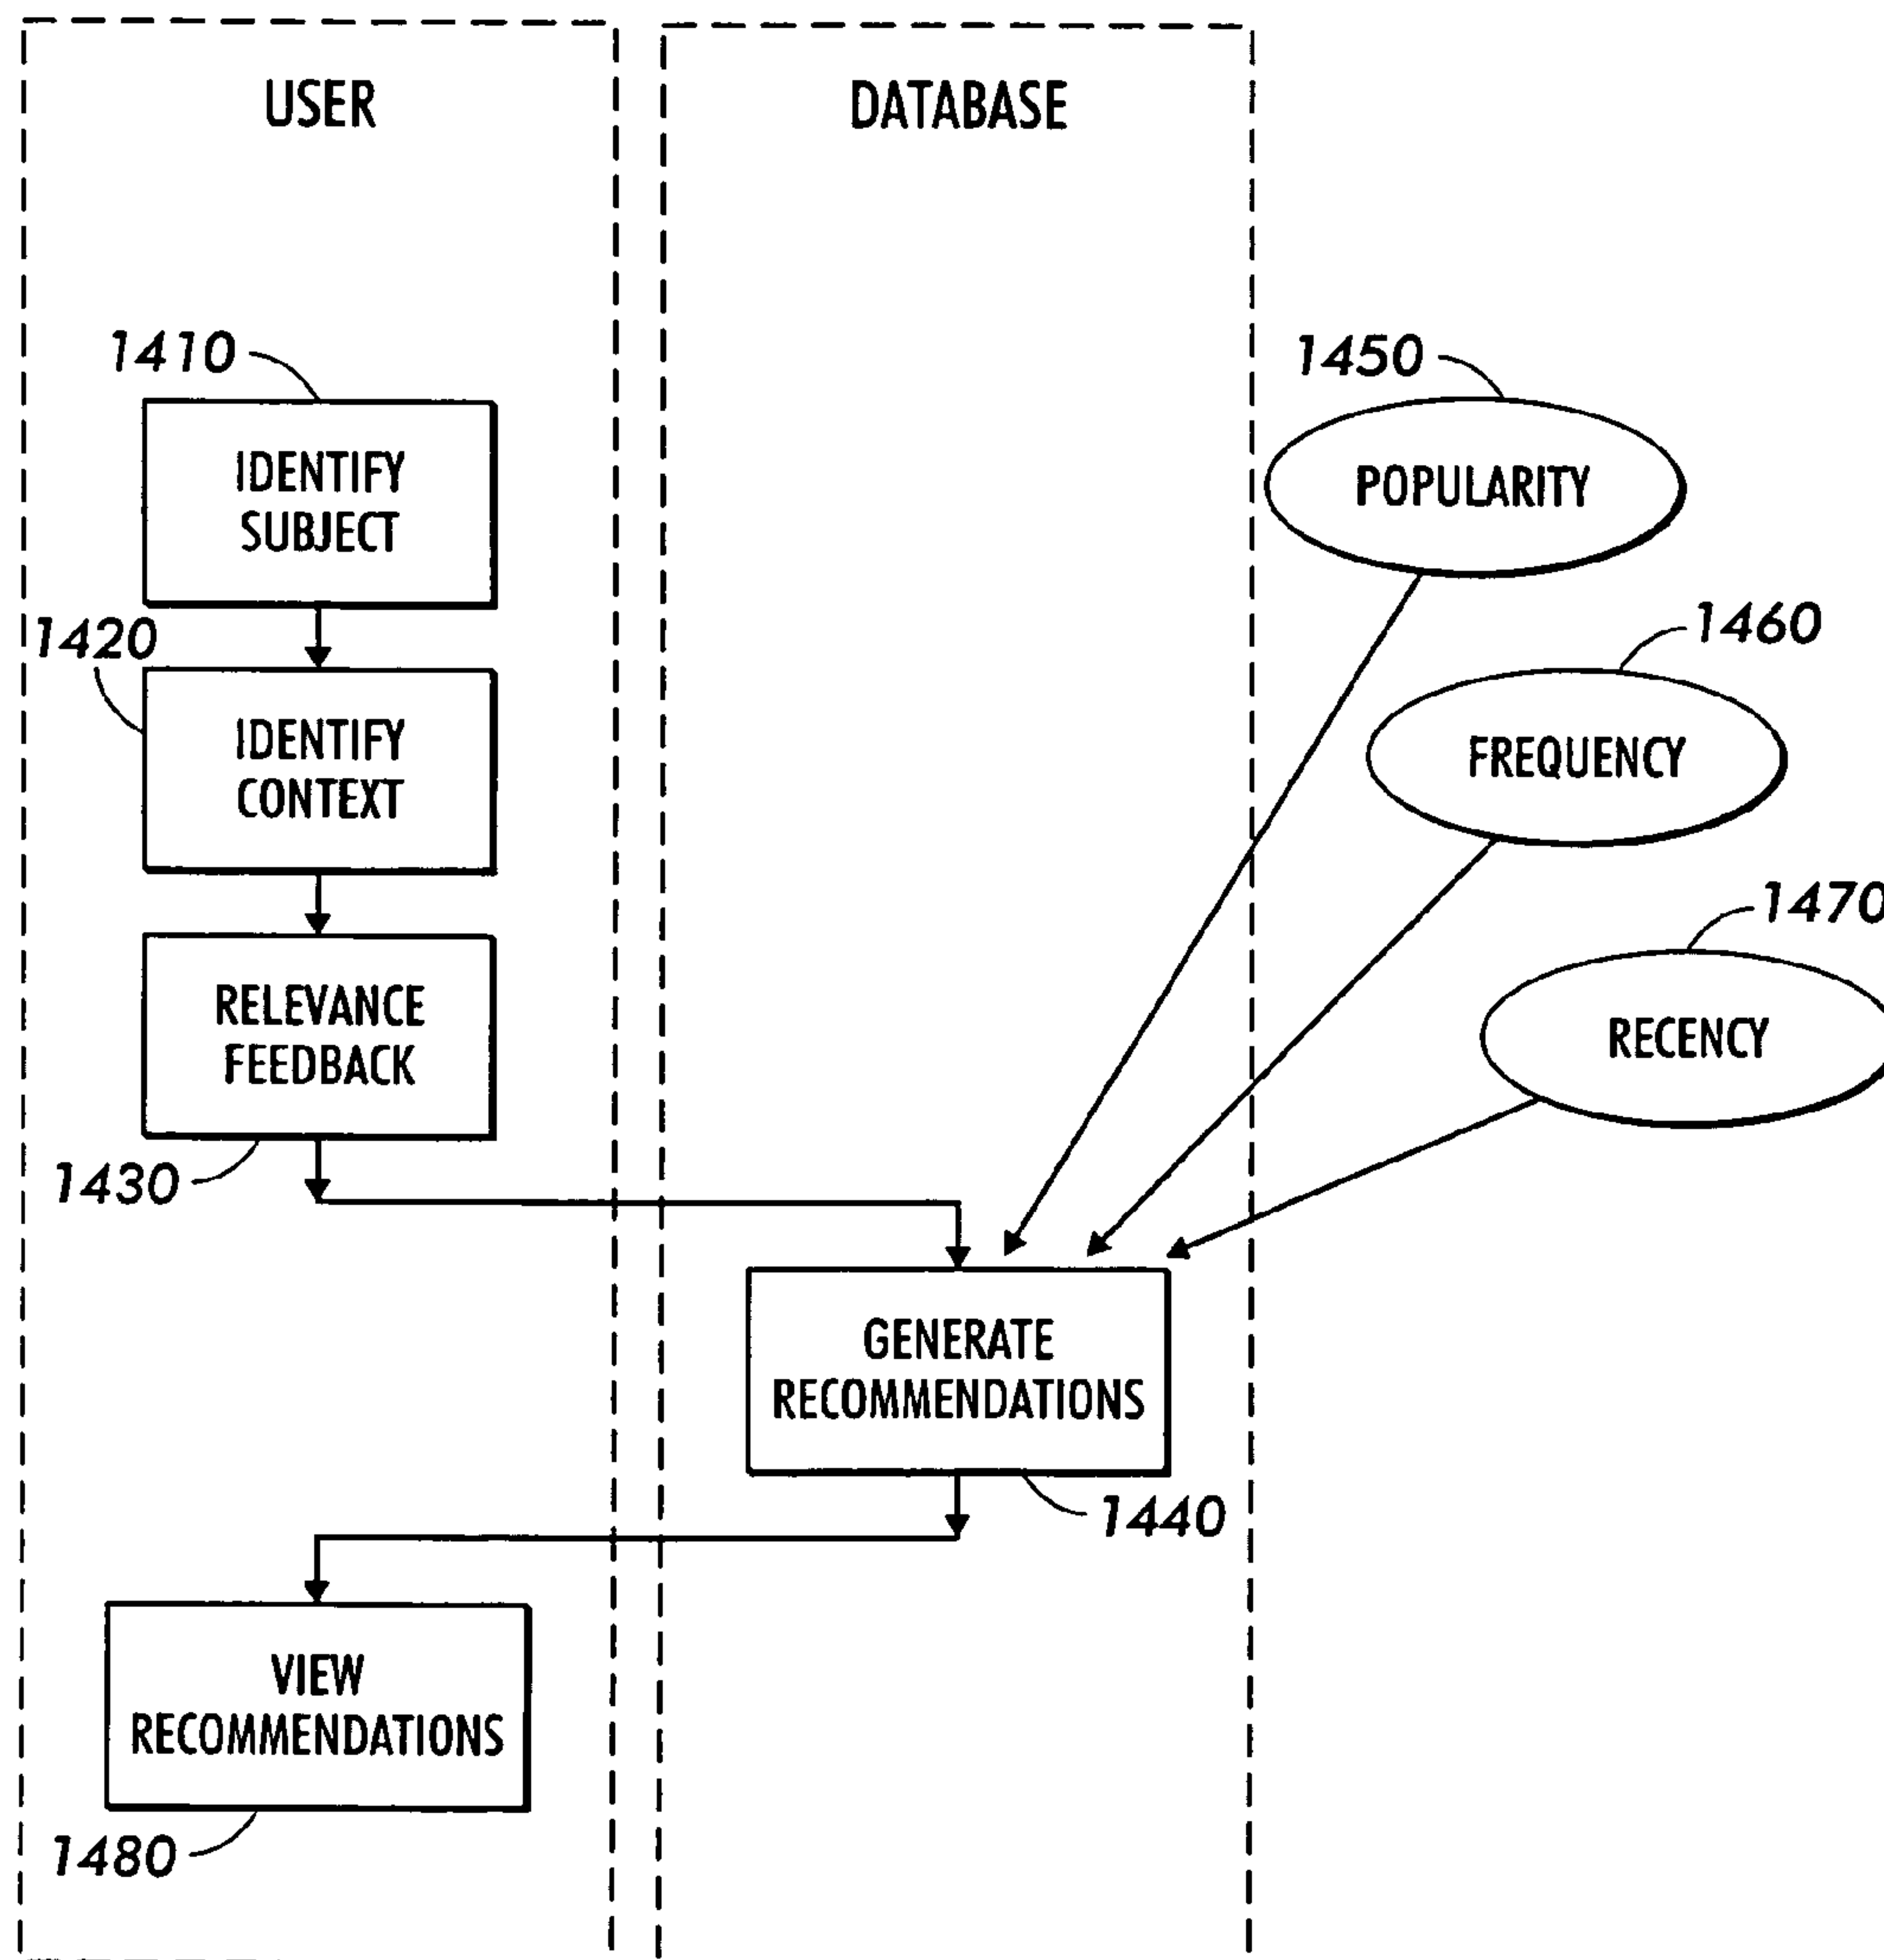 USER
DATABASE
1410
IDENTIFY
SUBJECT
1420
IDENTIFY
CONTEXT
RELEVANCE
FEEDBACK
1430
1450
POPULARITY
1460
FREQUENCY
1470
RECENCY
GENERATE
RECOMMENDATIONS
1440
VIEW
RECOMMENDATIONS
1480